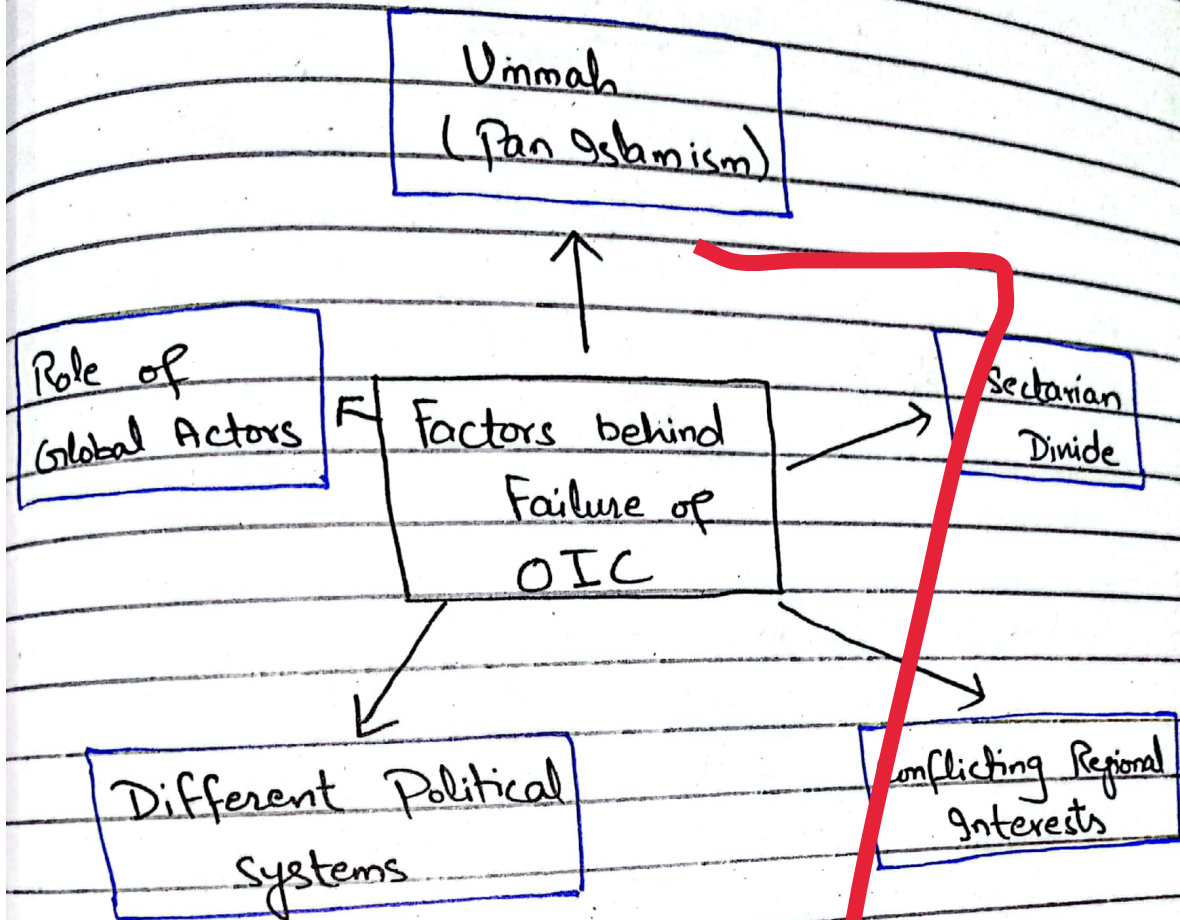 Ummah
(Pan Islamism)
Role of
Global Actors
Factors behind
Failure of
OIC
Sectarian
Divide
Different Political
Systems
Conflicting Regional
Interests